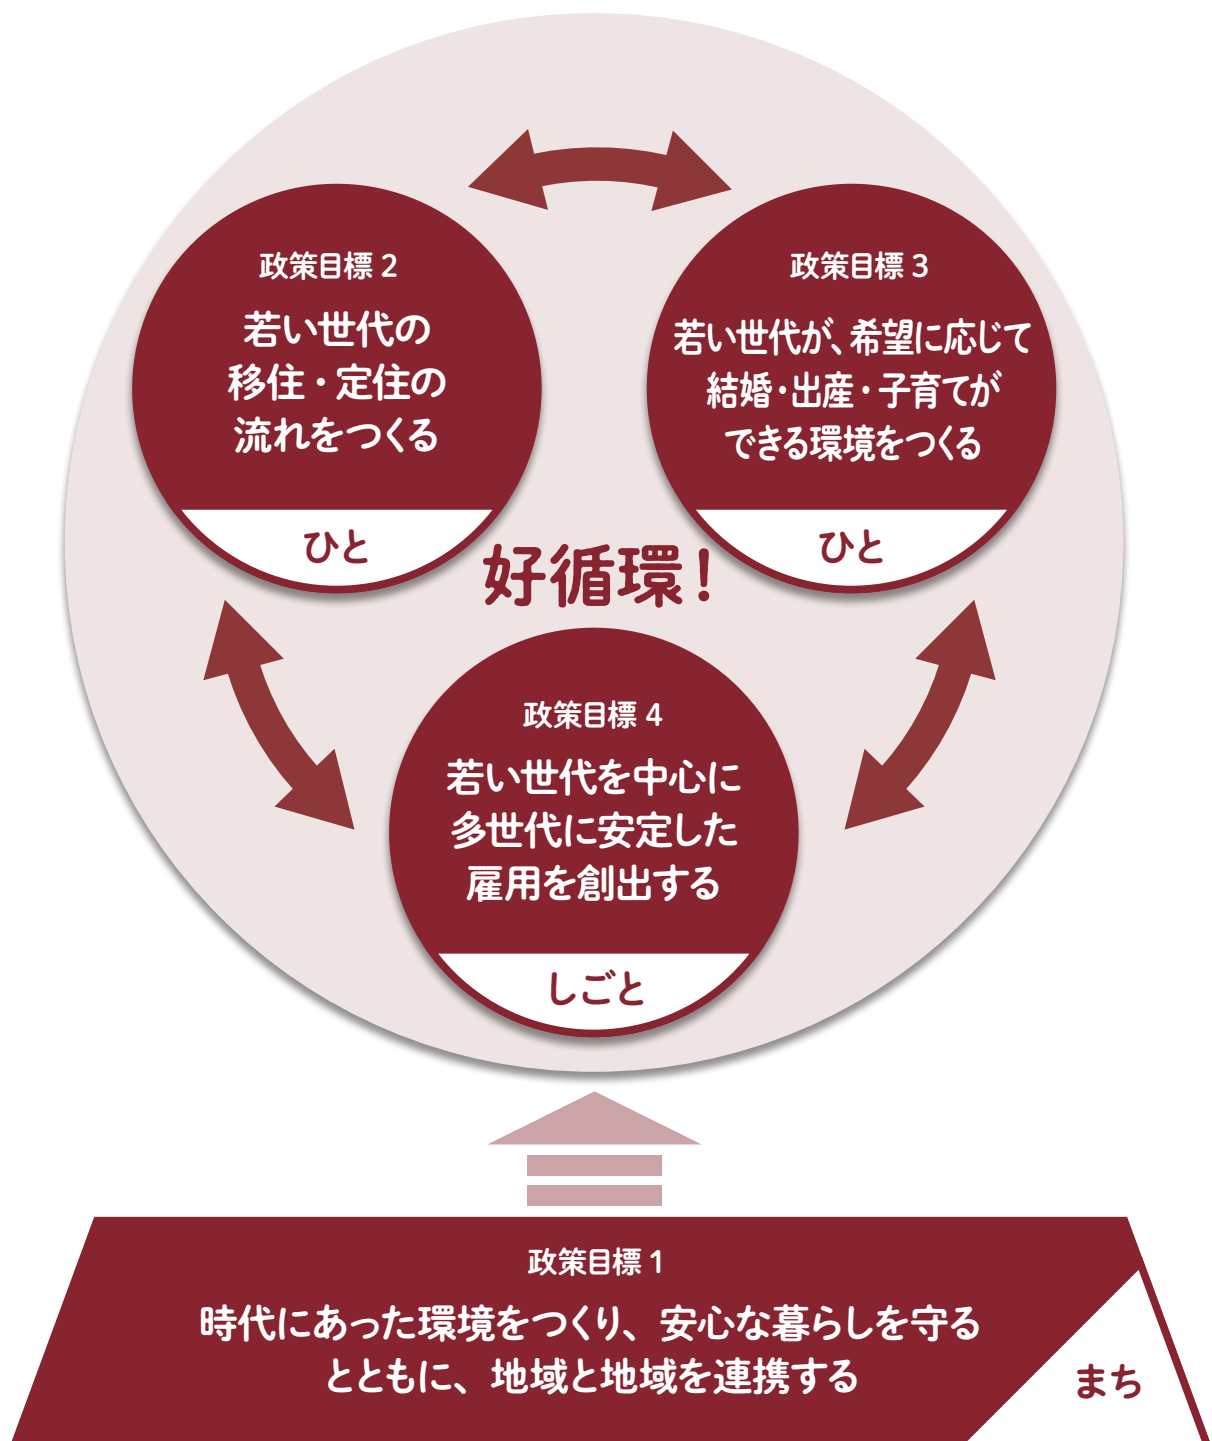 政策目標 2
若い世代の
移住・定住の
流れをつくる
ひと
政策目標 3
若い世代が、希望に応じて
結婚・出産・子育てが
できる環境をつくる
ひと
好循環！
政策目標 4
若い世代を中心に
多世代に安定した
雇用を創出する
しごと
政策目標 1
時代にあった環境をつくり、安心な暮らしを守る
とともに、地域と地域を連携する
まち